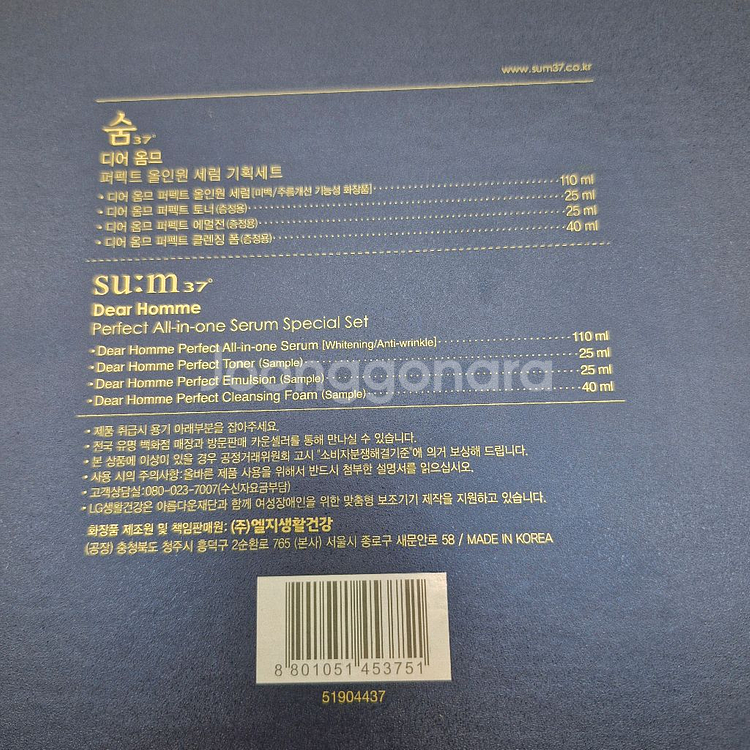 www.sum37.co.kr
숨37°
디어 옴므
퍼펙트 올인원 세럼 기획세트
• 디어 옴므 퍼펙트 올인원 세럼 [미백/주름개선 기능성 화장품] 110 ml
• 디어 옴므 퍼펙트 토너 (증정용) 25 ml
• 디어 옴므 퍼펙트 에멀전 (증정용) 25 ml
• 디어 옴므 퍼펙트 클렌징 폼 (증정용) 40 ml
su:m37°
Dear Homme
Perfect All-in-one Serum Special Set
• Dear Homme Perfect All-in-one Serum [Whitening/Anti-wrinkle] 110 ml
• Dear Homme Perfect Toner (Sample) 25 ml
• Dear Homme Perfect Emulsion (Sample) 25 ml
• Dear Homme Perfect Cleansing Foam (Sample) 40 ml
Joonggonara
• 제품 취급시 용기 아래부분을 잡아주세요.
• 전국 유명 백화점 매장과 방문판매 카운셀러를 통해 만나실 수 있습니다.
• 본 상품에 이상이 있을 경우 공정거래위원회 고시 "소비자분쟁해결기준"에 의거 보상해 드립니다.
• 사용 시의 주의사항: 올바른 제품 사용을 위해서 반드시 첨부한 설명서를 읽으십시오.
• 고객상담실: 080-023-7007(수신자요금부담)
• LG생활건강은 아름다운재단과 함께 여성장애인을 위한 맞춤형 보조기기 제작을 지원하고 있습니다.
화장품 제조원 및 책임판매원: (주)엘지생활건강
(공장) 충청북도 청주시 흥덕구 2순환로 765 (본사) 서울시 종로구 새문안로 58 / MADE IN KOREA
8 801051 453751
51904437